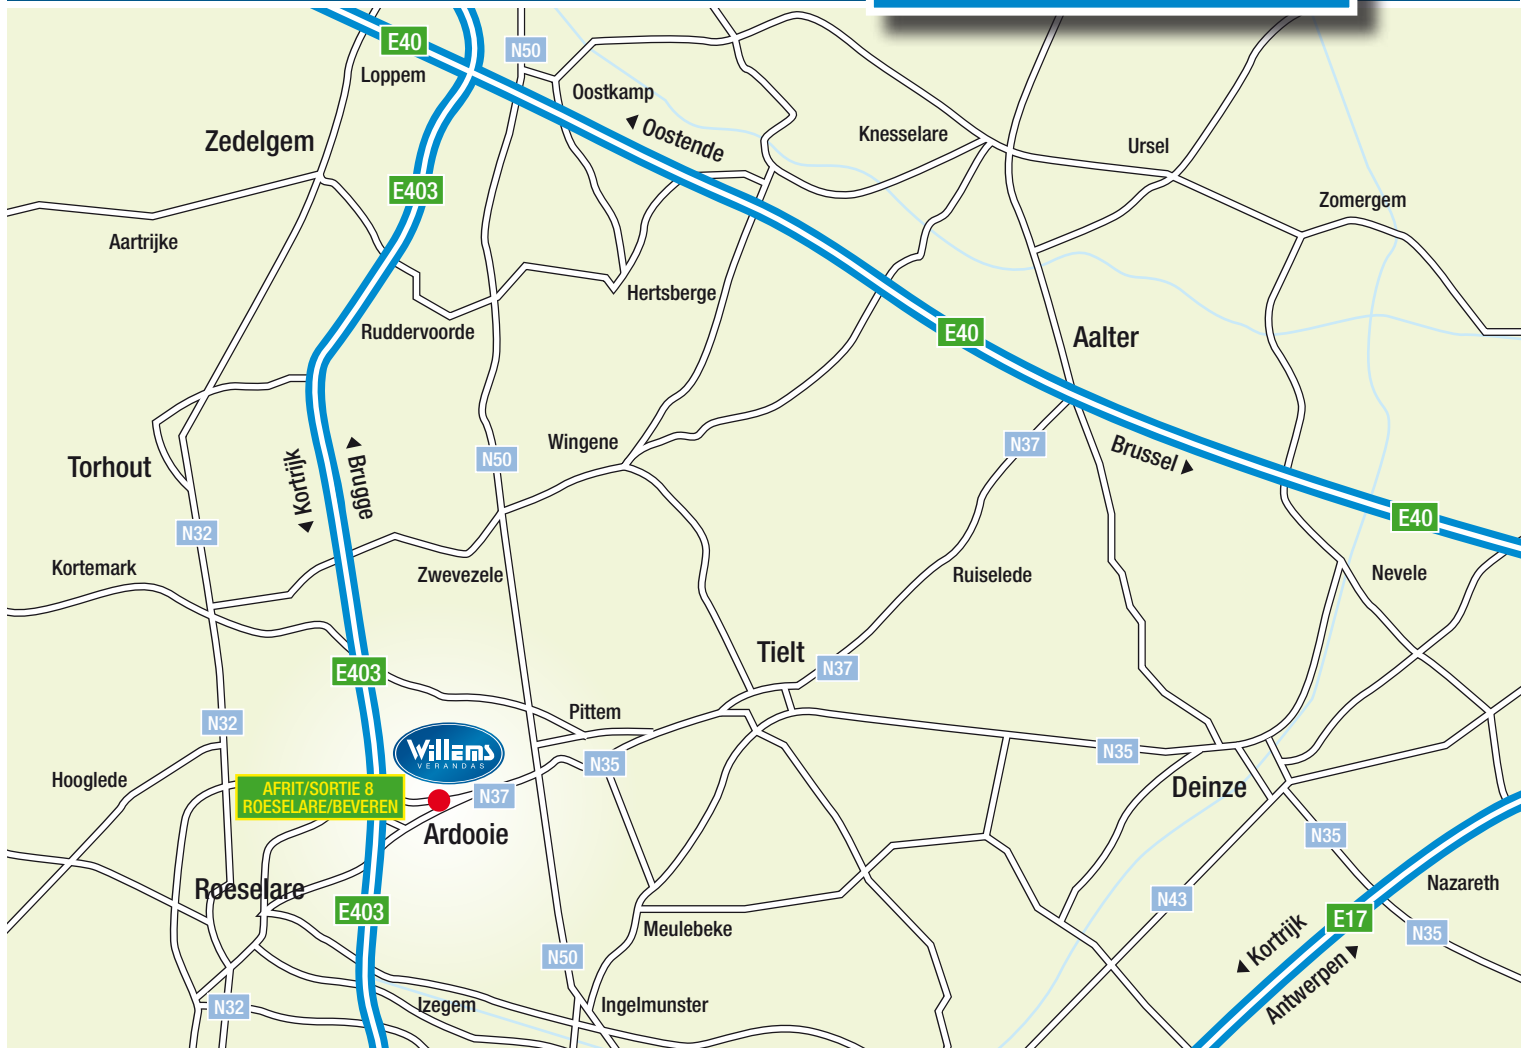 E40
N50
Loppem
Oostkamp
Oostende
Knesselare
Ursel
Zedelgem
E403
Zomergem
Aartrijke
Hertsberge
Ruddervoorde
E40
Aalter
Wingene
N37
Torhout
Kortrijk
Brugge
N50
Brussel
N32
E40
Kortemark
Zwevezele
Ruiselede
Nevele
Tielt
E403
N37
Pittem
N32
Willems
VERANDAS
N35
N35
Hooglede
AFRIT/SORTIE 8
ROESELARE/BEVEREN
N37
Deinze
Ardooie
N35
Roeselare
Nazareth
E403
N43
E17
Meulebeke
N35
Kortrijk
N50
Antwerpen
N32
Izegem
Ingelmunster